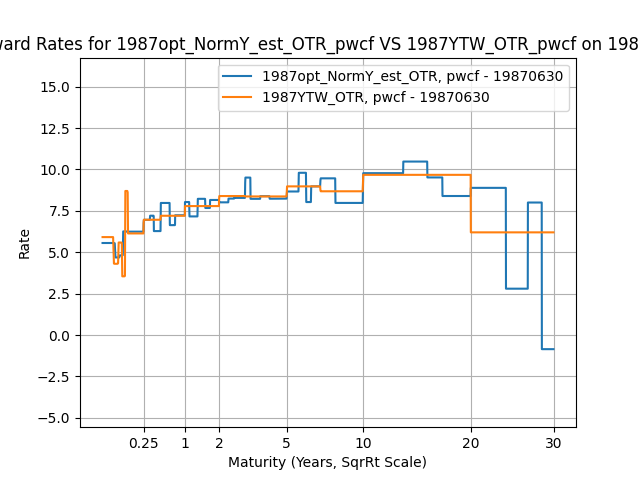 ward Rates for 1987opt_NormY_est_OTR_pwcf VS 1987YTW_OTR_pwcf on 198
1987opt_NormY_est_OTR, pwcf - 19870630
1987YTW_OTR, pwcf - 19870630
15.0
12.5
10.0
7.5
5.0
2.5
0.0
−2.5
−5.0
Rate
0.25 1 2 5 10 20 30
Maturity (Years, SqrRt Scale)